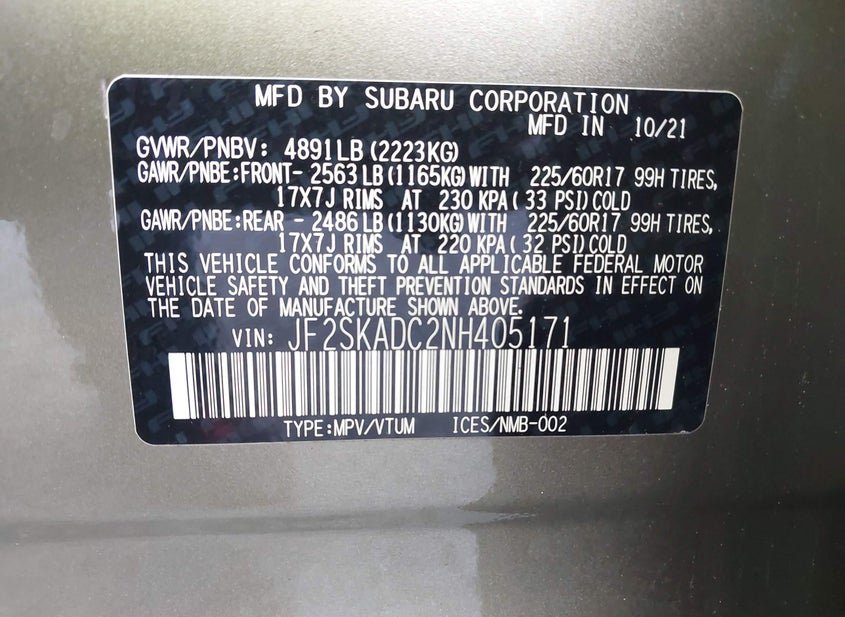 MFD BY SUBARU CORPORATION
MFD IN 10/21
GVWR/PNBV: 4891LB(2223KG)
GAWR/PNBE:FRONT- 2563LB(1165KG)WITH 225/60R17 99H TIRES,
17X7J RIMS AT 230 KPA( 33 PSI)COLD
GAWR/PNBE:REAR - 2486LB(1130KG)WITH 225/60R17 99H TIRES,
17X7J RIMS AT 220 KPA( 32 PSI)COLD
THIS VEHICLE CONFORMS TO ALL APPLICABLE FEDERAL MOTOR
VEHICLE SAFETY AND THEFT PREVENTION STANDARDS IN EFFECT ON
THE DATE OF MANUFACTURE SHOWN ABOVE.
VIN: JF2SKADC2NH405171
TYPE:MPV/VTUM ICES/NMB-002